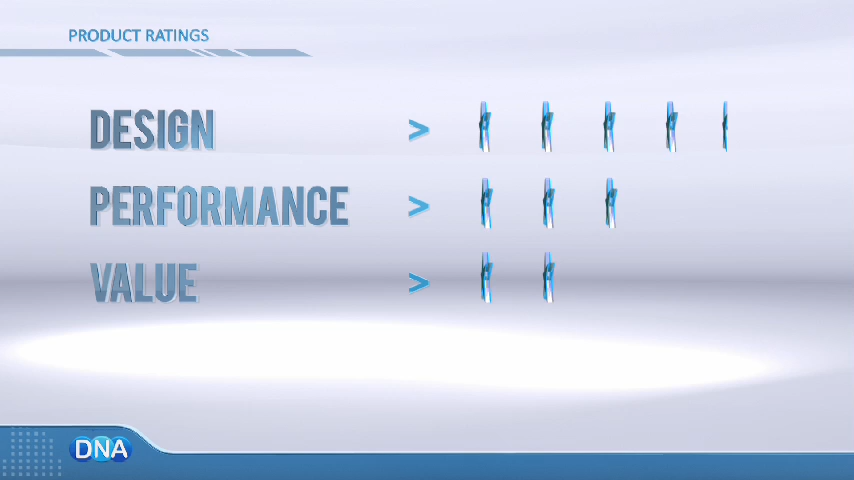 PRODUCT RATINGS
DESIGN >
PERFORMANCE >
VALUE >
DNA